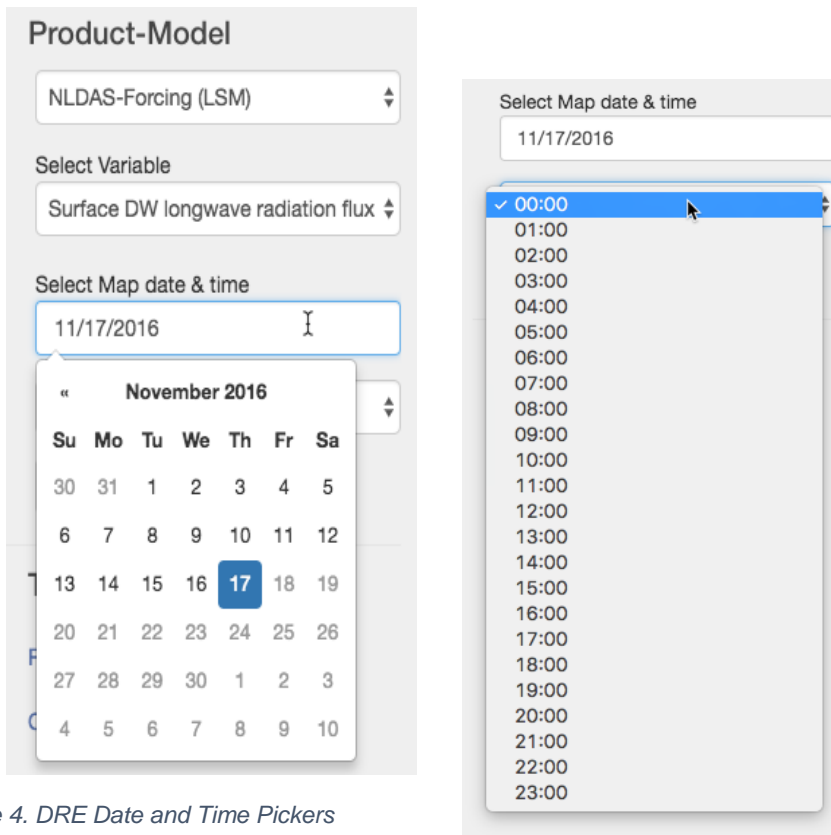 Product-Model
NLDAS-Forcing (LSM)
Select Variable
Surface DW longwave radiation flux
Select Map date & time
11/17/2016
« November 2016
Su Mo Tu We Th Fr Sa
30 31 1 2 3 4 5
6 7 8 9 10 11 12
13 14 15 16 17 18 19
20 21 22 23 24 25 26
27 28 29 30 1 2 3
4 5 6 7 8 9 10
Select Map date & time
11/17/2016
✓ 00:00
01:00
02:00
03:00
04:00
05:00
06:00
07:00
08:00
09:00
10:00
11:00
12:00
13:00
14:00
15:00
16:00
17:00
18:00
19:00
20:00
21:00
22:00
23:00
4. DRE Date and Time Pickers